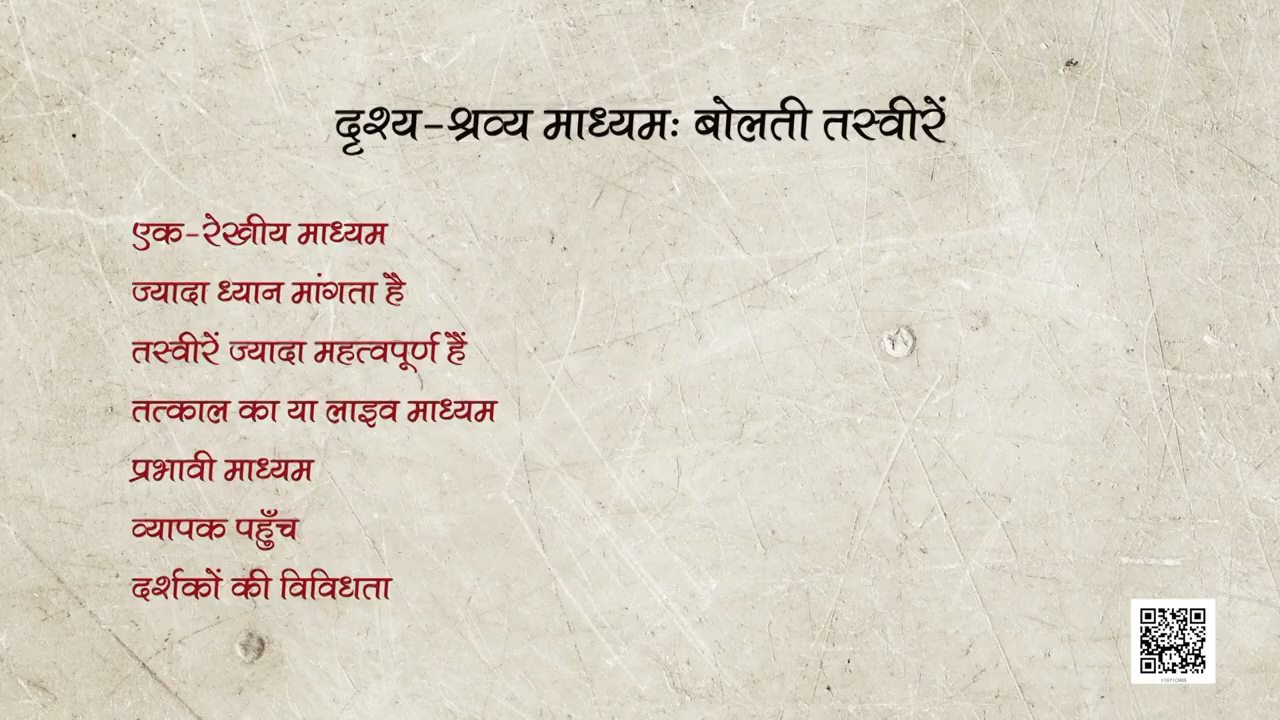 दृश्य-श्रव्य माध्यमः बोलती तस्वीरें
एक-रेखीय माध्यम
ज्यादा ध्यान मांगता है
तस्वीरें ज्यादा महत्वपूर्ण हैं
तत्काल का या लाइव माध्यम
प्रभावी माध्यम
व्यापक पहुँच
दर्शकों की विविधता